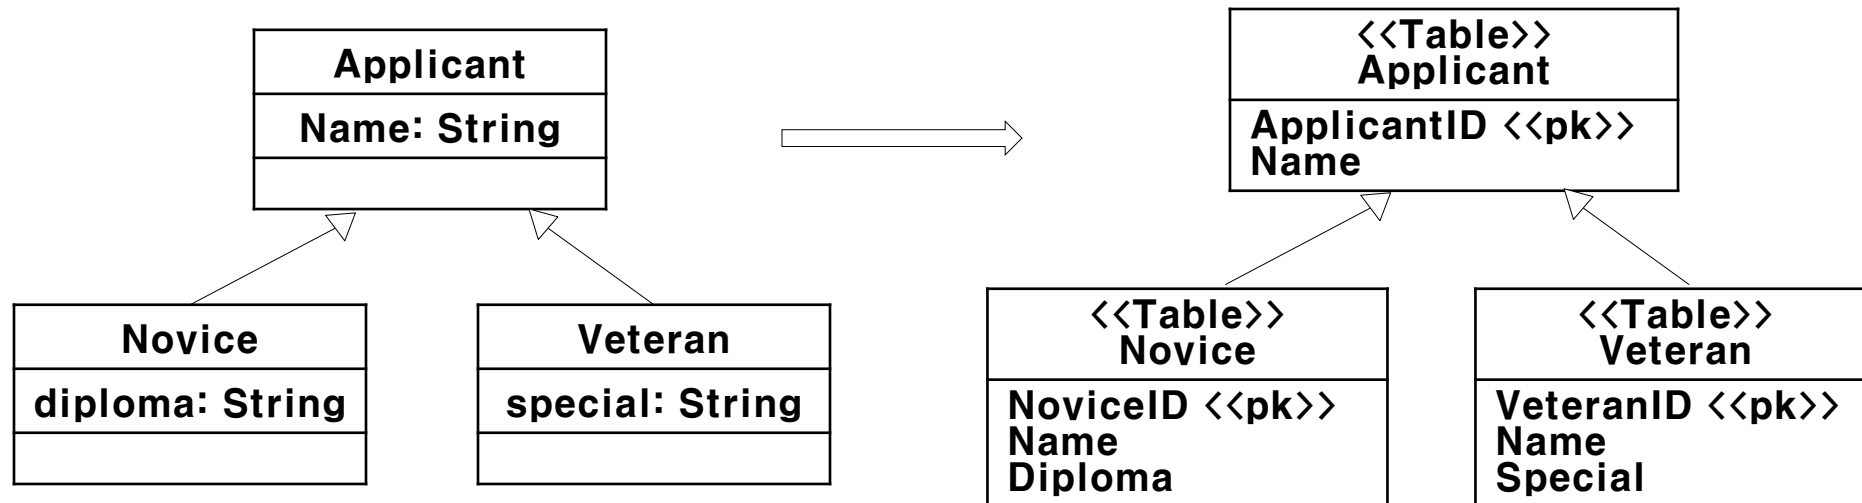 Applicant
Name: String
Novice
diploma: String
Veteran
special: String
<<Table>>
Applicant
ApplicantID <<pk>>
Name
<<Table>>
Novice
NoviceID <<pk>>
Name
Diploma
<<Table>>
Veteran
VeteranID <<pk>>
Name
Special